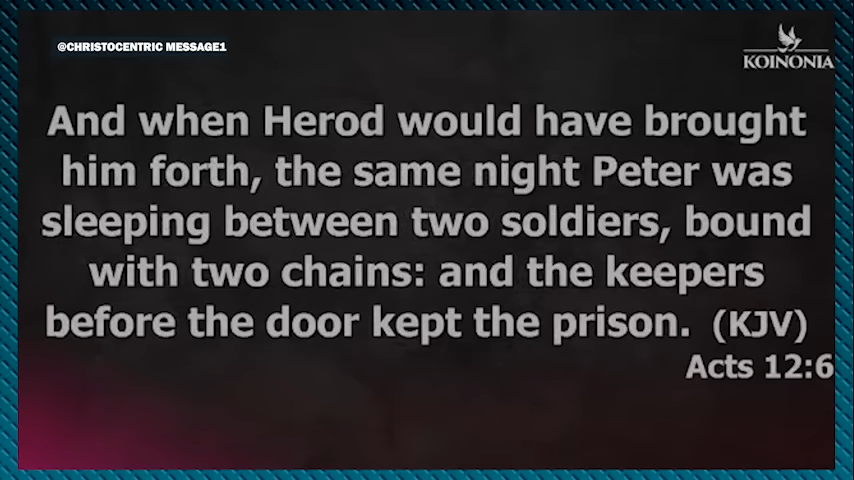 @CHRISTOCENTRIC MESSAGE1
KOINONIA
And when Herod would have brought
him forth, the same night Peter was
sleeping between two soldiers, bound
with two chains: and the keepers
before the door kept the prison. (KJV)
Acts 12:6